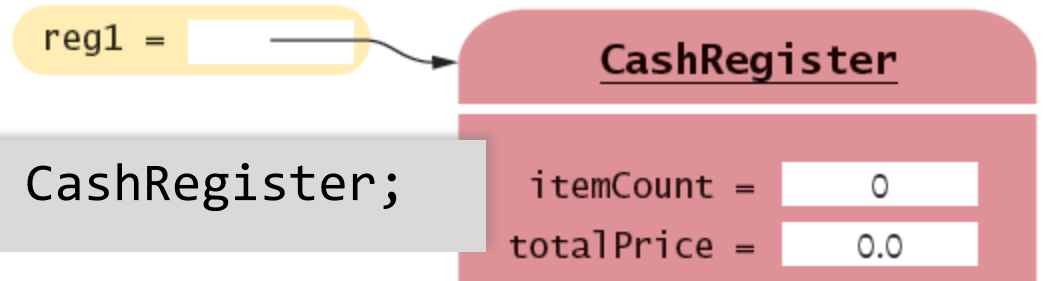 reg1 =
CashRegister
CashRegister;
itemCount = 0
totalPrice = 0.0